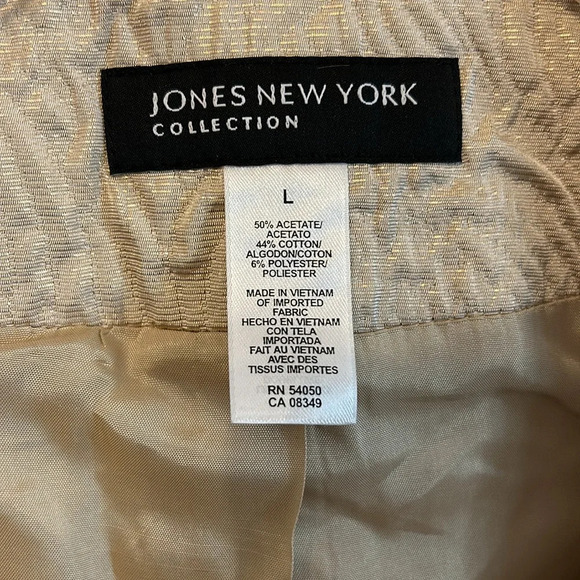 JONES NEW YORK
COLLECTION
L
50% ACETATE/
ACETATO
44% COTTON/
ALGODON/COTON
6% POLYESTER/
POLIESTER
MADE IN VIETNAM
OF IMPORTED
FABRIC
HECHO EN VIETNAM
CON TELA
IMPORTADA
FAIT AU VIETNAM
AVEC DES
TISSUS IMPORTES
RN 54050
CA 08349